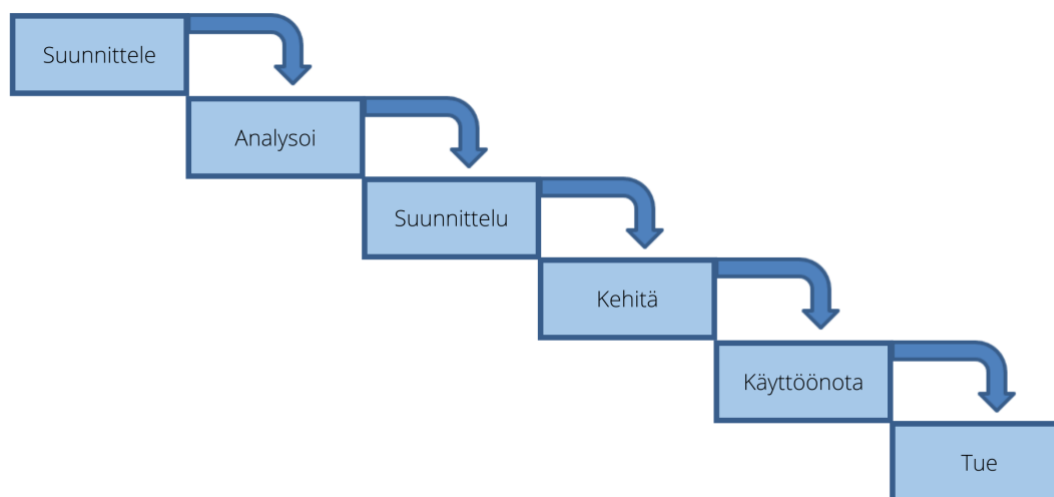 Suunnittele
Analysoi
Suunnittelu
Kehitä
Käyttöönota
Tue